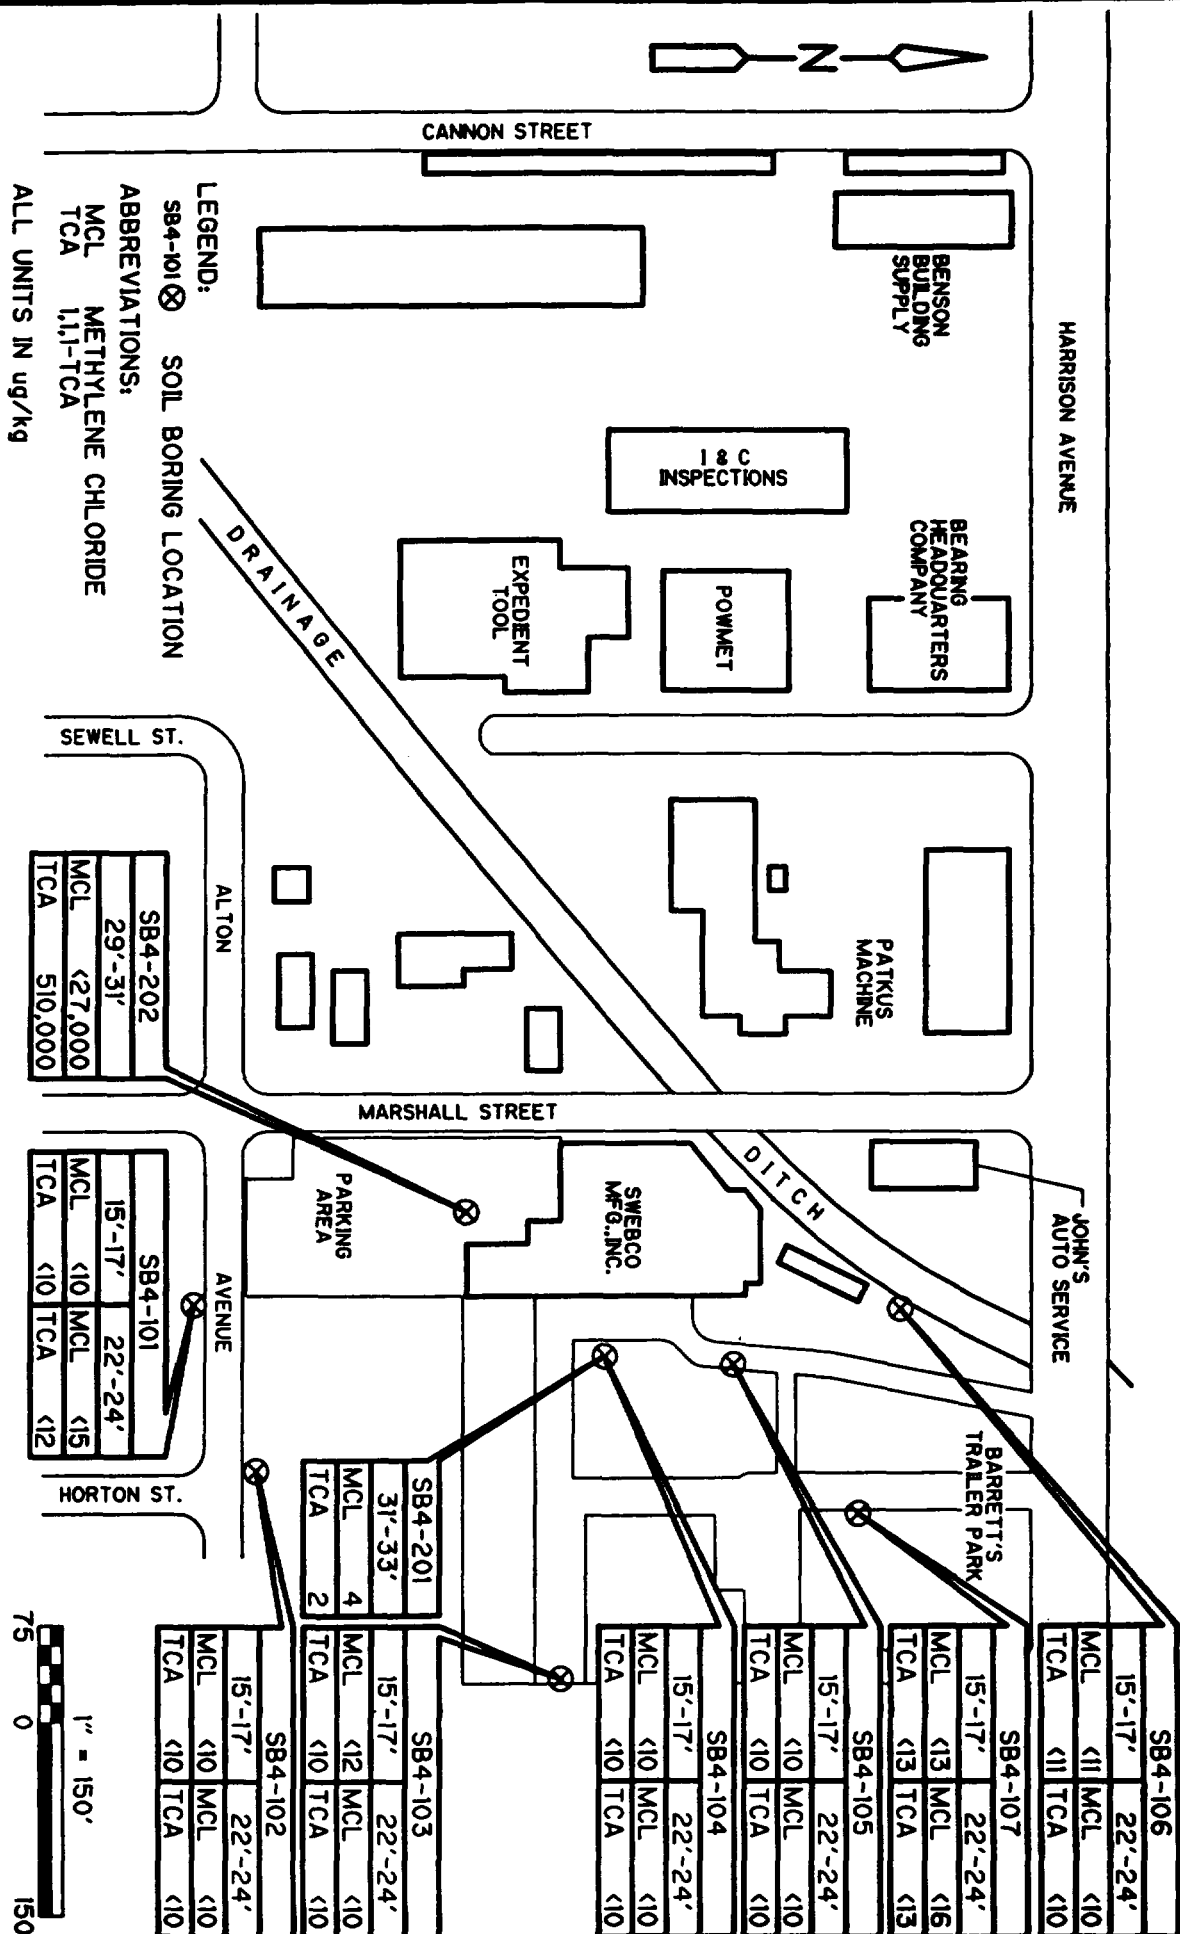 N
CANNON STREET
HARRISON AVENUE
BENSON
BUILDING
SUPPLY
I & C
INSPECTIONS
BEARING
HEADQUARTERS
COMPANY
POWMET
EXPEDIENT
TOOL
DRAINAGE
DITCH
SEWELL ST.
ALTON
AVENUE
PATKUS
MACHINE
MARSHALL STREET
JOHN'S
AUTO SERVICE
SWEBCO
MFG., INC.
PARKING
AREA
BARRETT'S
TRAILER PARK
HORTON ST.
LEGEND:
SB4-101 SOIL BORING LOCATION
ABBREVIATIONS:
MCL METHYLENE CHLORIDE
TCA 1,1,1-TCA
ALL UNITS IN ug/kg
SB4-202
29'-31'
MCL <27,000
TCA 510,000
SB4-101
15'-17' 22'-24'
MCL <10 MCL <15
TCA <10 TCA <12
SB4-201
31'-33'
MCL 4
TCA 2
SB4-106
15'-17' 22'-24'
MCL <11 MCL <10
TCA <11 TCA <10
SB4-107
15'-17' 22'-24'
MCL <13 MCL <16
TCA <13 TCA <13
SB4-105
15'-17' 22'-24'
MCL <10 MCL <10
TCA <10 TCA <10
SB4-104
15'-17' 22'-24'
MCL <10 MCL <10
TCA <10 TCA <10
SB4-103
15'-17' 22'-24'
MCL <12 MCL <10
TCA <10 TCA <10
SB4-102
15'-17' 22'-24'
MCL <10 MCL <10
TCA <10 TCA <10
1" = 150'
75 0 150